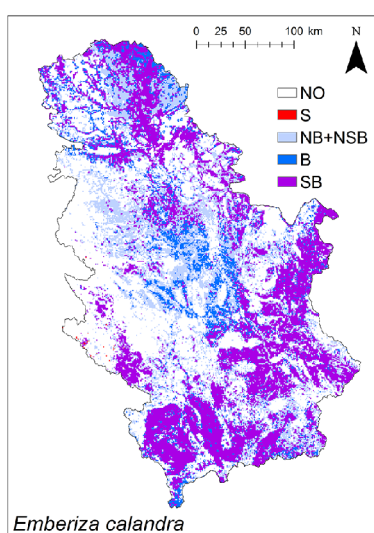 0 25 50 100 km
N
NO
S
NB+NSB
B
SB
Emberiza calandra